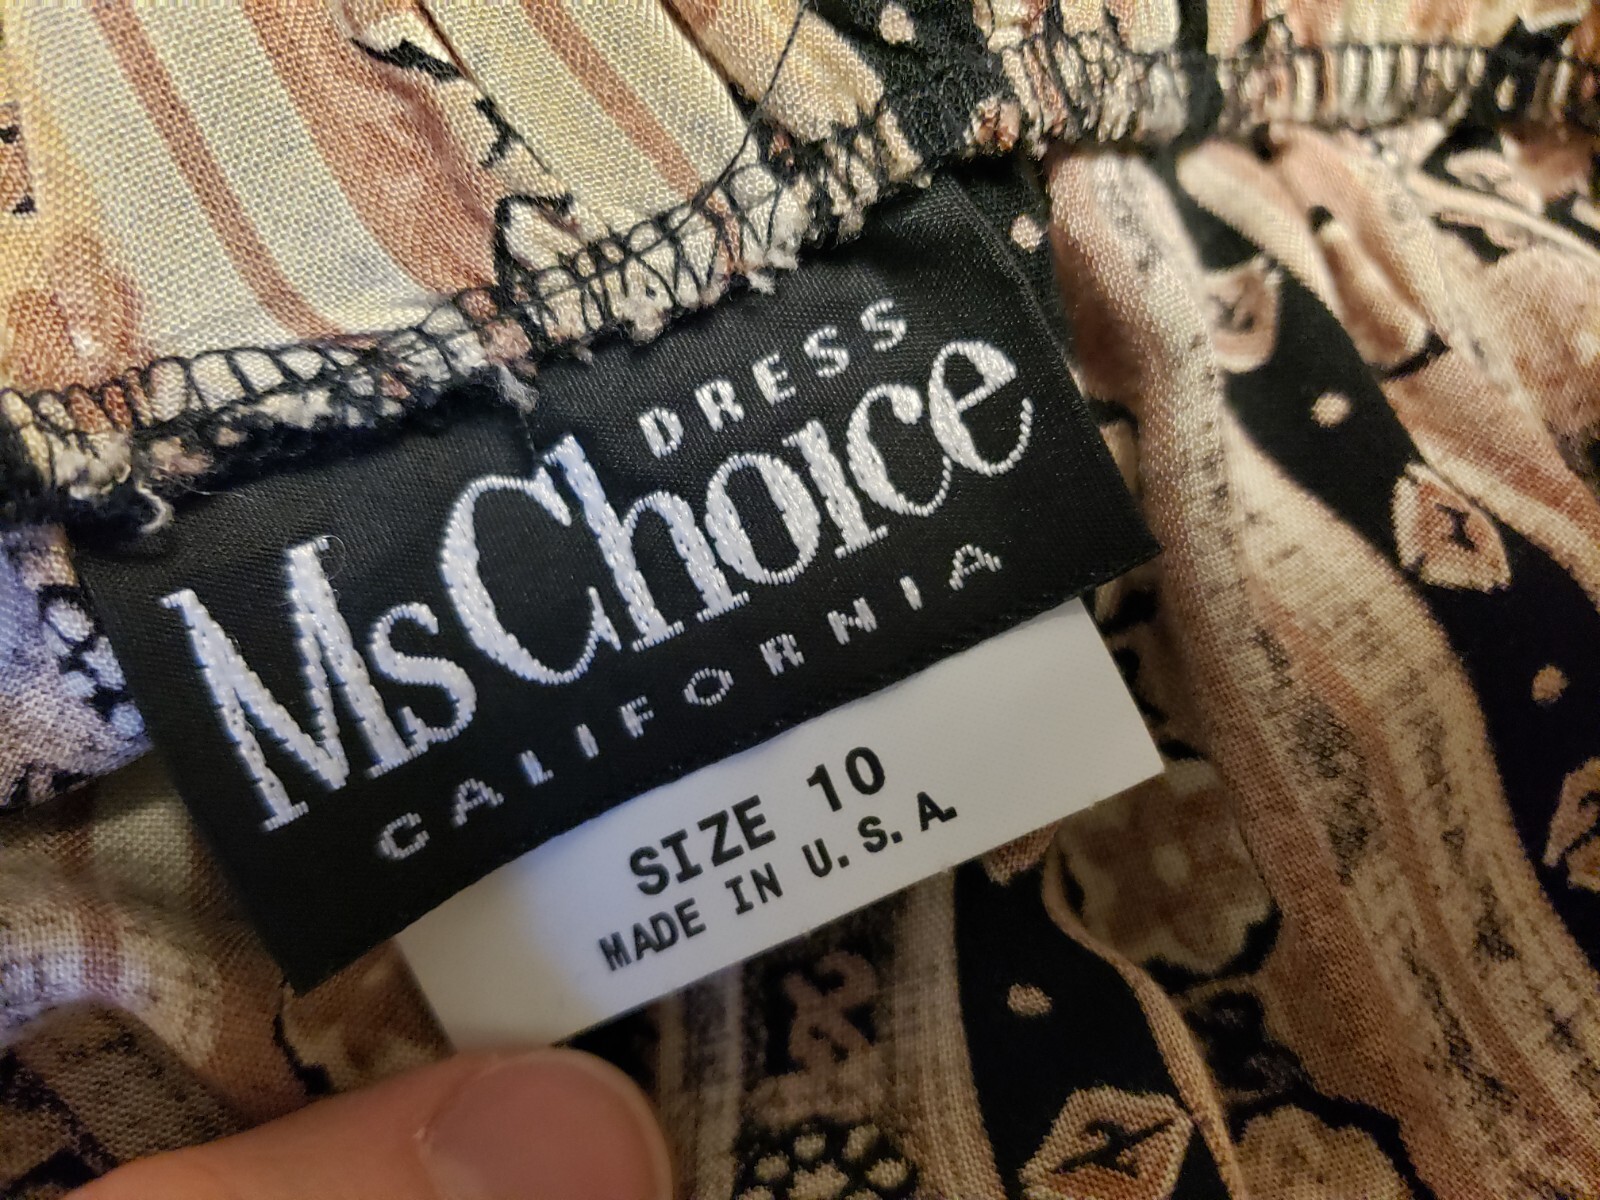 DRESS
MsChoice
CALIFORNIA
SIZE 10
MADE IN U.S.A.